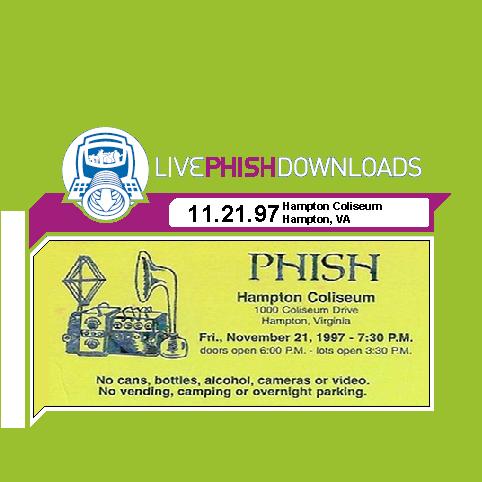 LIVEPHISHDOWNLOADS
11.21.97 Hampton Coliseum
Hampton, VA
PHISH
Hampton Coliseum
1000 Coliseum Drive
Hampton, Virginia
Fri., November 21, 1997 - 7:30 P.M.
doors open 6:00 P.M. - lots open 3:30 P.M.
No cans, bottles, alcohol, cameras or video.
No vending, camping or overnight parking.